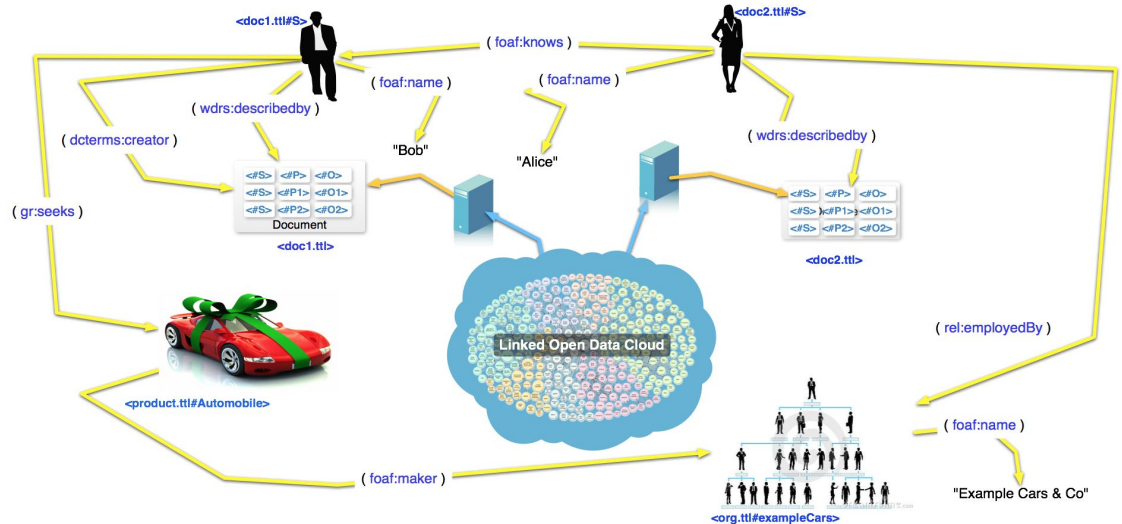 <doc1.ttl#S>
<doc2.ttl#S>
( foaf:knows )
( foaf:name )
( foaf:name )
( wdrs:describedby )
( dcterms:creator )
( wdrs:describedby )
"Bob"
"Alice"
<#S> <#P> <#O>
<#S> <#P1> <#O1>
<#S> <#P2> <#O2>
Document
<doc1.ttl>
<#S> <#P> <#O>
<#S> <#P1> <#O1>
<#S> <#P2> <#O2>
<doc2.ttl>
( gr:seeks )
Linked Open Data Cloud
( rel:employedBy )
<product.ttl#Automobile>
( foaf:name )
( foaf:maker )
"Example Cars & Co"
<org.ttl#exampleCars>